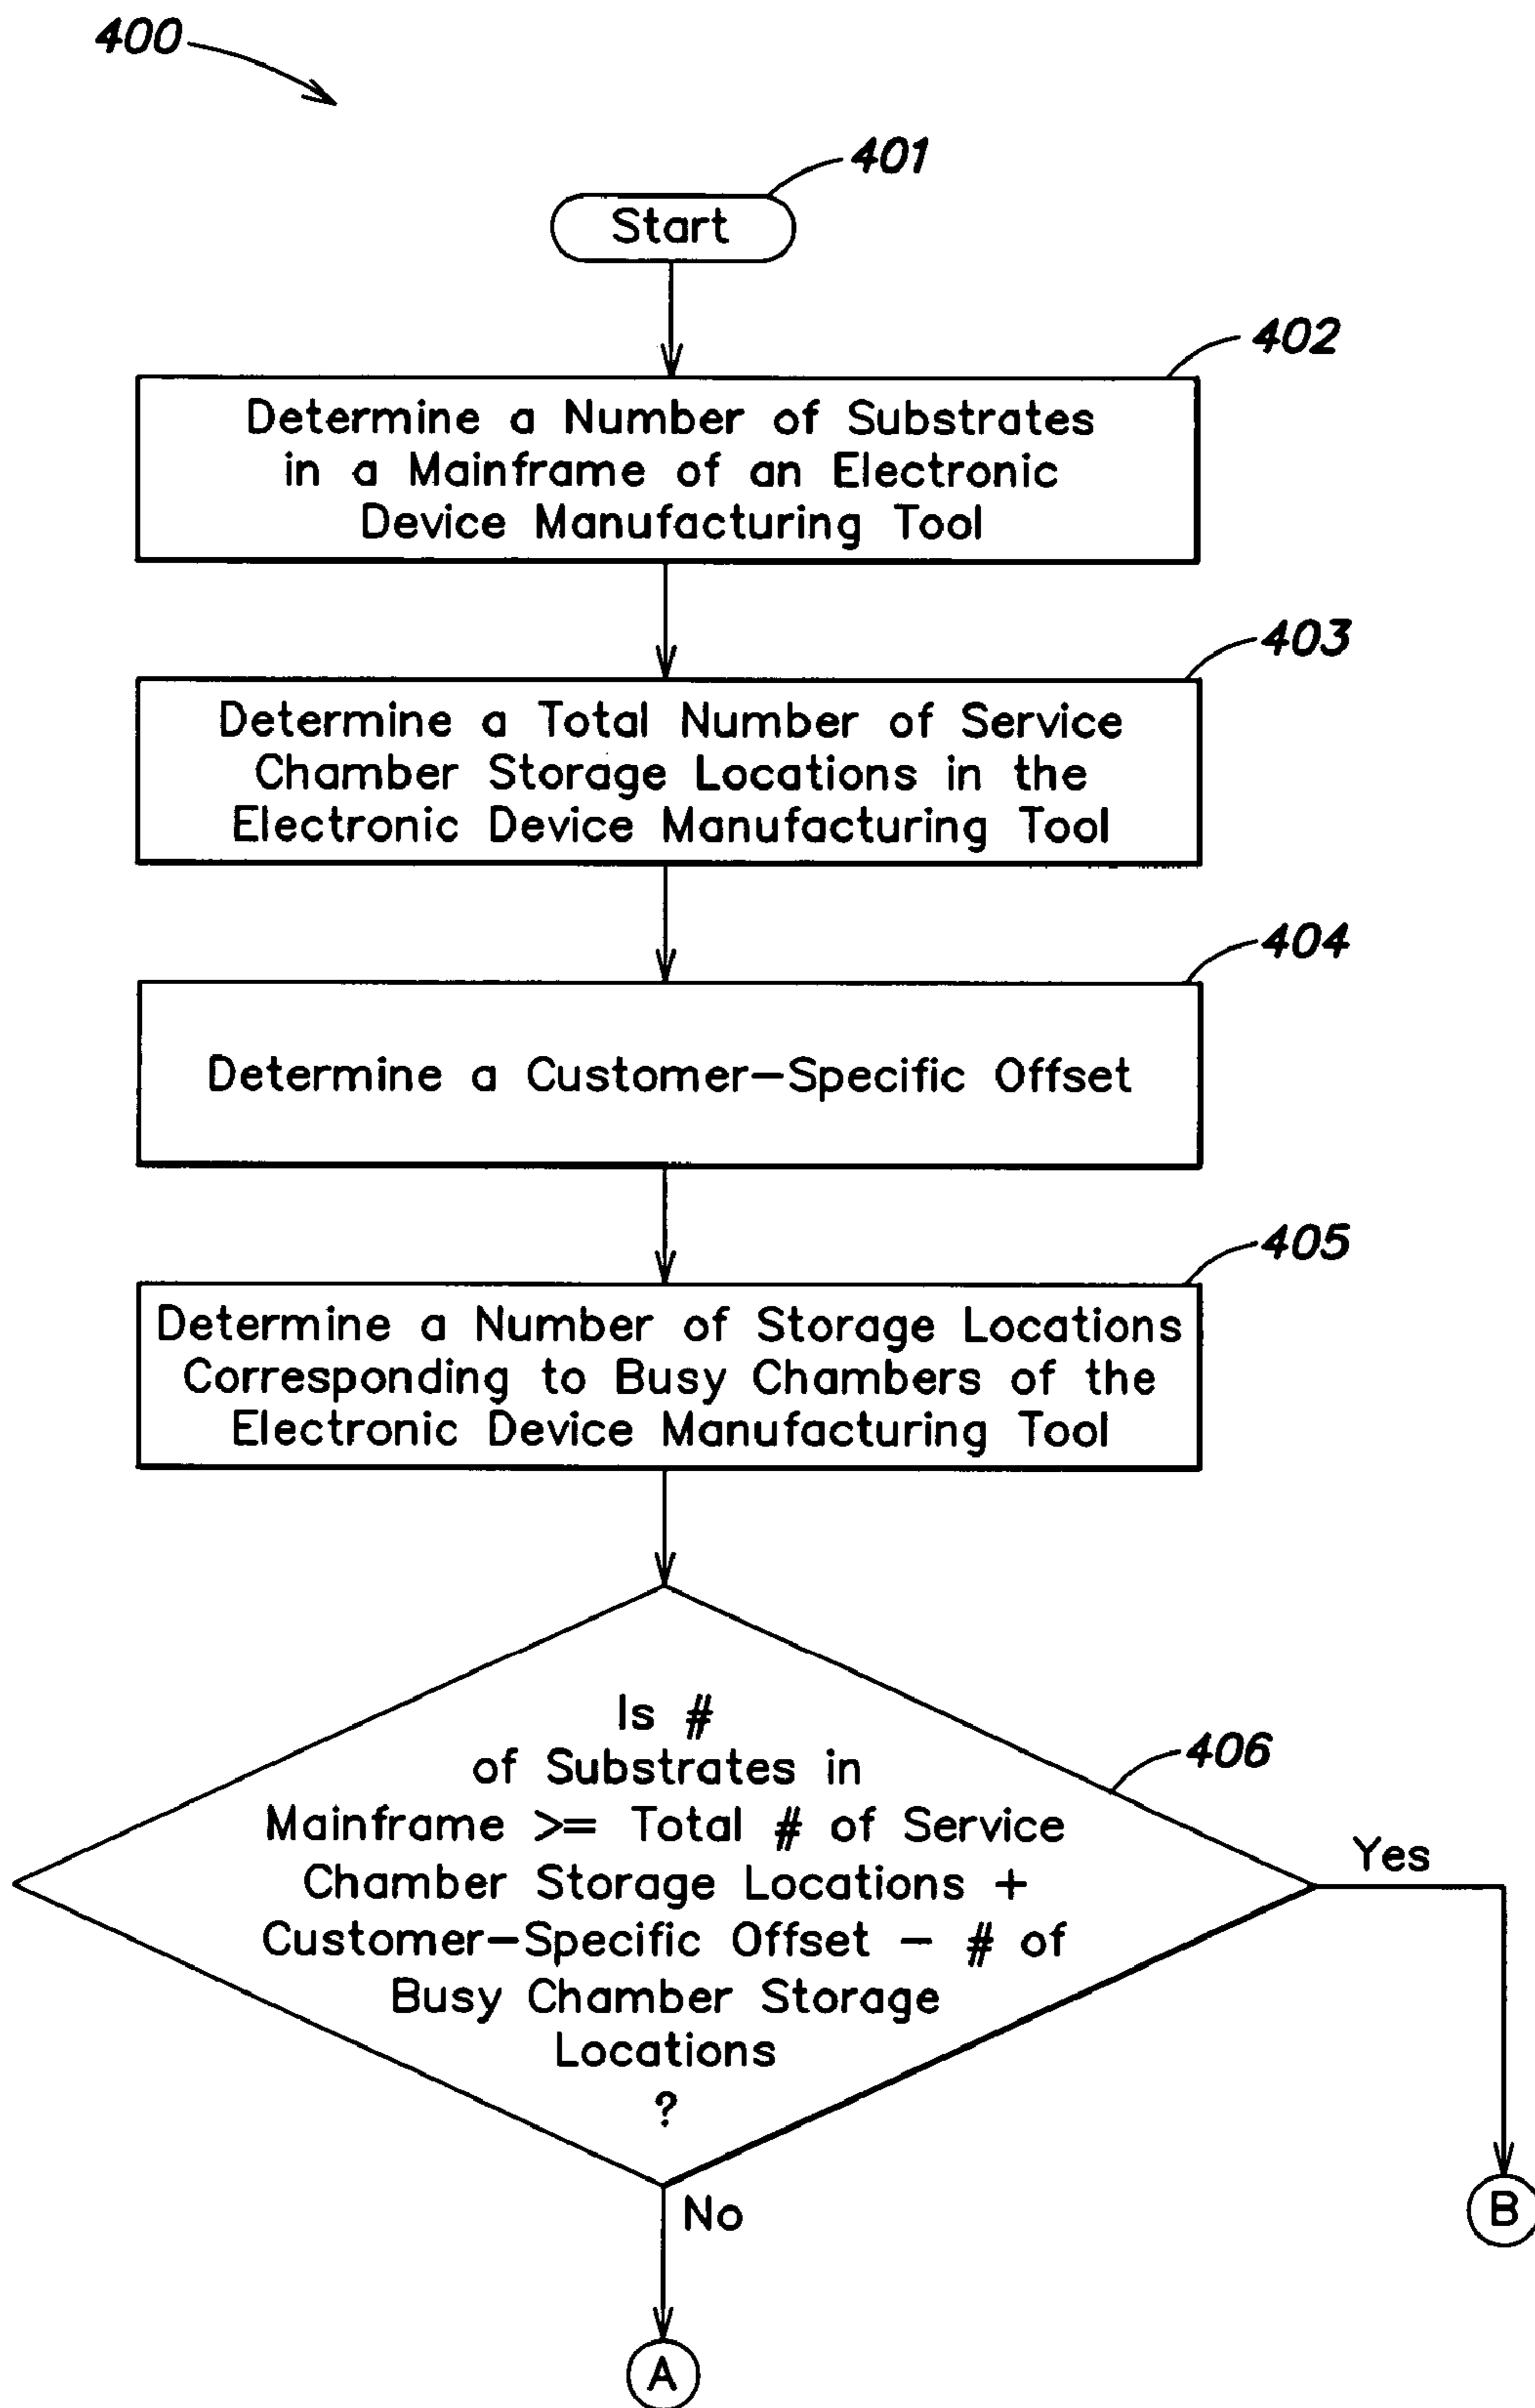 400
401
Start
402
Determine a Number of Substrates
in a Mainframe of an Electronic
Device Manufacturing Tool
403
Determine a Total Number of Service
Chamber Storage Locations in the
Electronic Device Manufacturing Tool
404
Determine a Customer–Specific Offset
405
Determine a Number of Storage Locations
Corresponding to Busy Chambers of the
Electronic Device Manufacturing Tool
406
Is #
of Substrates in
Mainframe >= Total # of Service
Chamber Storage Locations +
Customer–Specific Offset – # of
Busy Chamber Storage
Locations
?
Yes
No
B
A